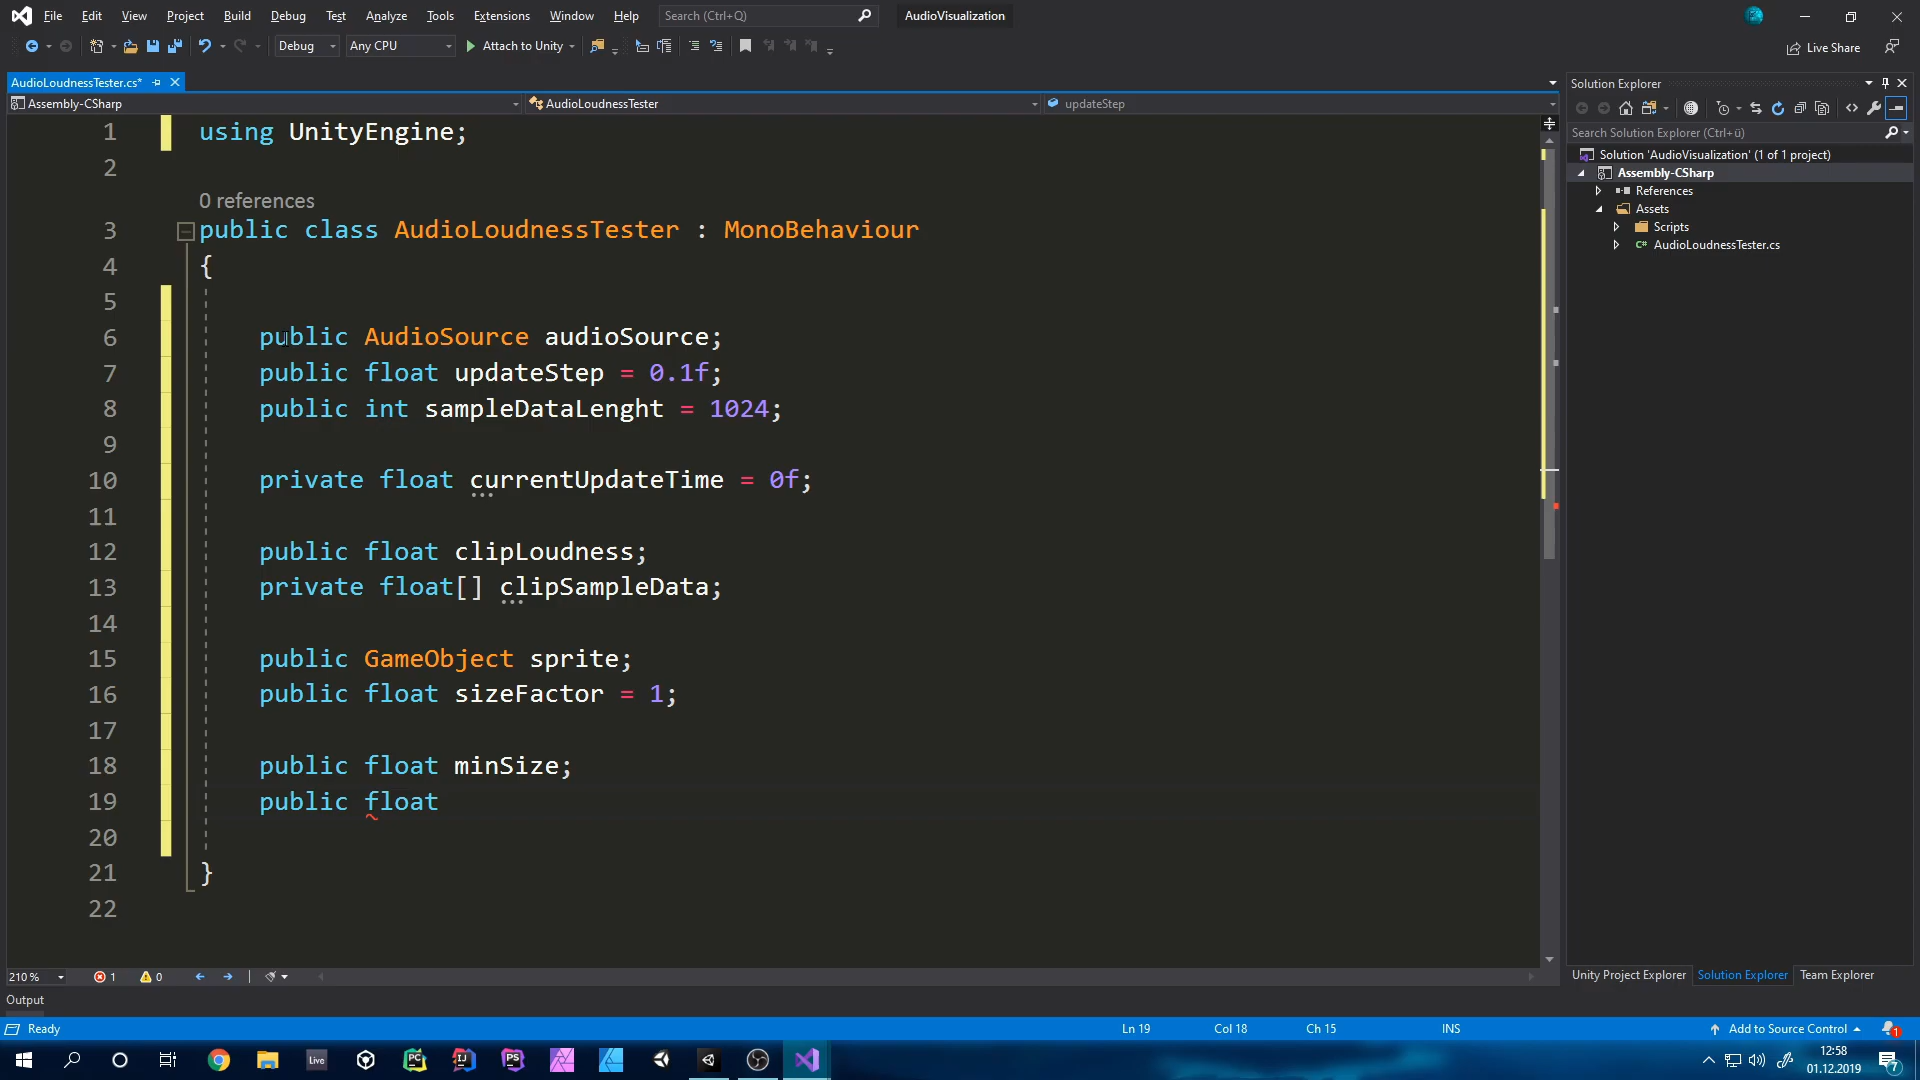 File Edit View Project Build Debug Test Analyze Tools Extensions Window Help Search (Ctrl+Q) AudioVisualization
Debug Any CPU Attach to Unity Live Share
AudioLoudnessTester.cs*
Assembly-CSharp AudioLoudnessTester updateStep
1 using UnityEngine;
2
0 references
3 public class AudioLoudnessTester : MonoBehaviour
4 {
5
6 public AudioSource audioSource;
7 public float updateStep = 0.1f;
8 public int sampleDataLenght = 1024;
9
10 private float currentUpdateTime = 0f;
11
12 public float clipLoudness;
13 private float[] clipSampleData;
14
15 public GameObject sprite;
16 public float sizeFactor = 1;
17
18 public float minSize;
19 public float
20
21 }
22
210 % 1 0
Output
Ready Ln 19 Col 18 Ch 15 INS Add to Source Control 1
Solution Explorer
Search Solution Explorer (Ctrl+ü)
Solution 'AudioVisualization' (1 of 1 project)
Assembly-CSharp
References
Assets
Scripts
C# AudioLoudnessTester.cs
Unity Project Explorer Solution Explorer Team Explorer
Live PC IJ PS
12:58
01.12.2019
7